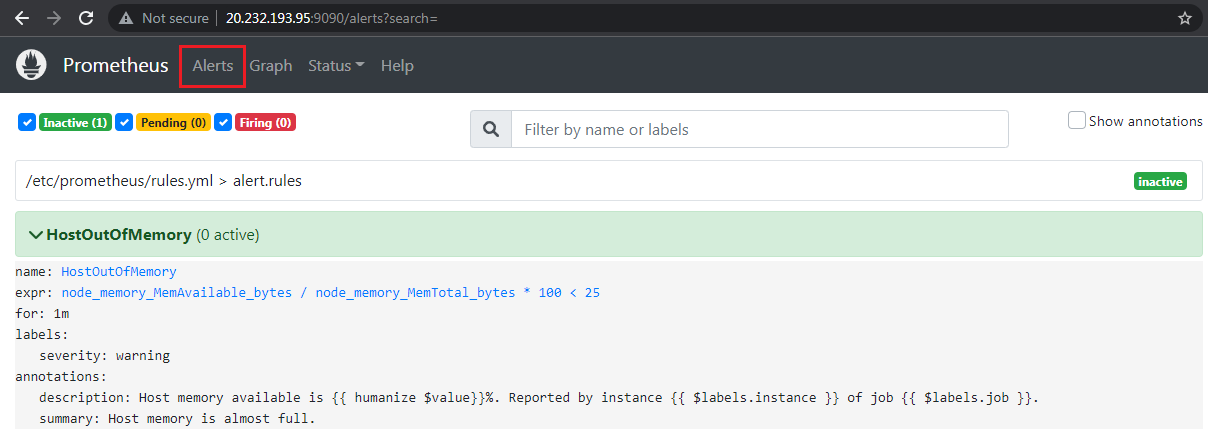 Not secure | 20.232.193.95:9090/alerts?search=
Prometheus Alerts Graph Status Help
Inactive (1) Pending (0) Firing (0) Filter by name or labels Show annotations
/etc/prometheus/rules.yml > alert.rules inactive
HostOutOfMemory (0 active)
name: HostOutOfMemory
expr: node_memory_MemAvailable_bytes / node_memory_MemTotal_bytes * 100 < 25
for: 1m
labels:
severity: warning
annotations:
description: Host memory available is {{ humanize $value}}%. Reported by instance {{ $labels.instance }} of job {{ $labels.job }}.
summary: Host memory is almost full.